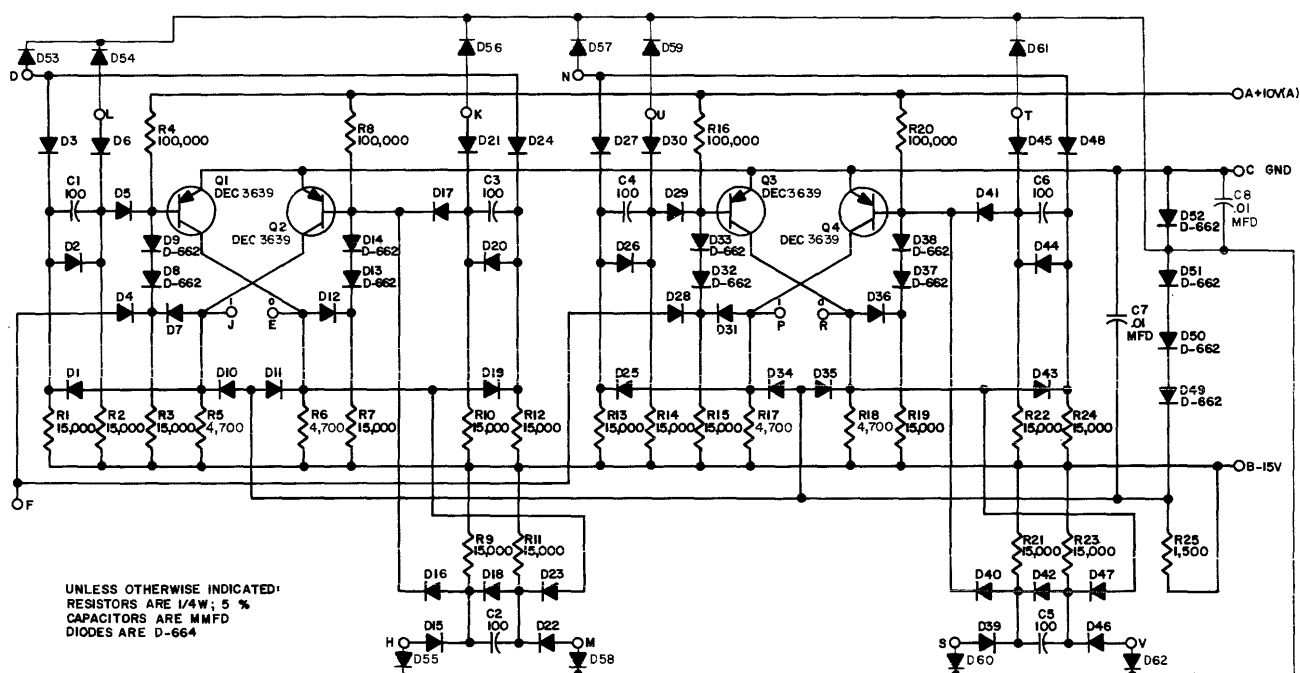 D53
D54
D56
D57
D59
D61
D
N
A+10V(A)
L
K
U
T
R4
100,000
R8
100,000
R16
100,000
R20
100,000
D3
D6
D21
D24
D27
D30
D45
D48
C GND
C1
100
D5
Q1
DEC 3639
D17
C3
100
C4
100
D29
Q3
DEC 3639
D41
C6
100
C8
.01
MFD
D52
D-662
Q2
DEC 3639
Q4
DEC 3639
D2
D9
D-662
D14
D-662
D20
D26
D33
D-662
D38
D-662
D44
D8
D-662
D13
D-662
D32
D-662
D37
D-662
D51
D-662
D4
D7
1
J
0
E
D12
D28
D31
1
P
0
R
D36
C7
.01
MFD
D50
D-662
D1
D10
D11
D19
D25
D34
D35
D43
D49
D-662
R1
15,000
R2
15,000
R3
15,000
R5
4,700
R6
4,700
R7
15,000
R10
15,000
R12
15,000
R13
15,000
R14
15,000
R15
15,000
R17
4,700
R18
4,700
R19
15,000
R22
15,000
R24
15,000
B-15V
F
R9
15,000
R11
15,000
R21
15,000
R23
15,000
R25
1,500
D16
D18
D23
D40
D42
D47
UNLESS OTHERWISE INDICATED:
RESISTORS ARE 1/4W; 5 %
CAPACITORS ARE MMFD
DIODES ARE D-664
H
D15
C2
100
D22
M
S
D39
C5
100
D46
V
D55
D58
D60
D62